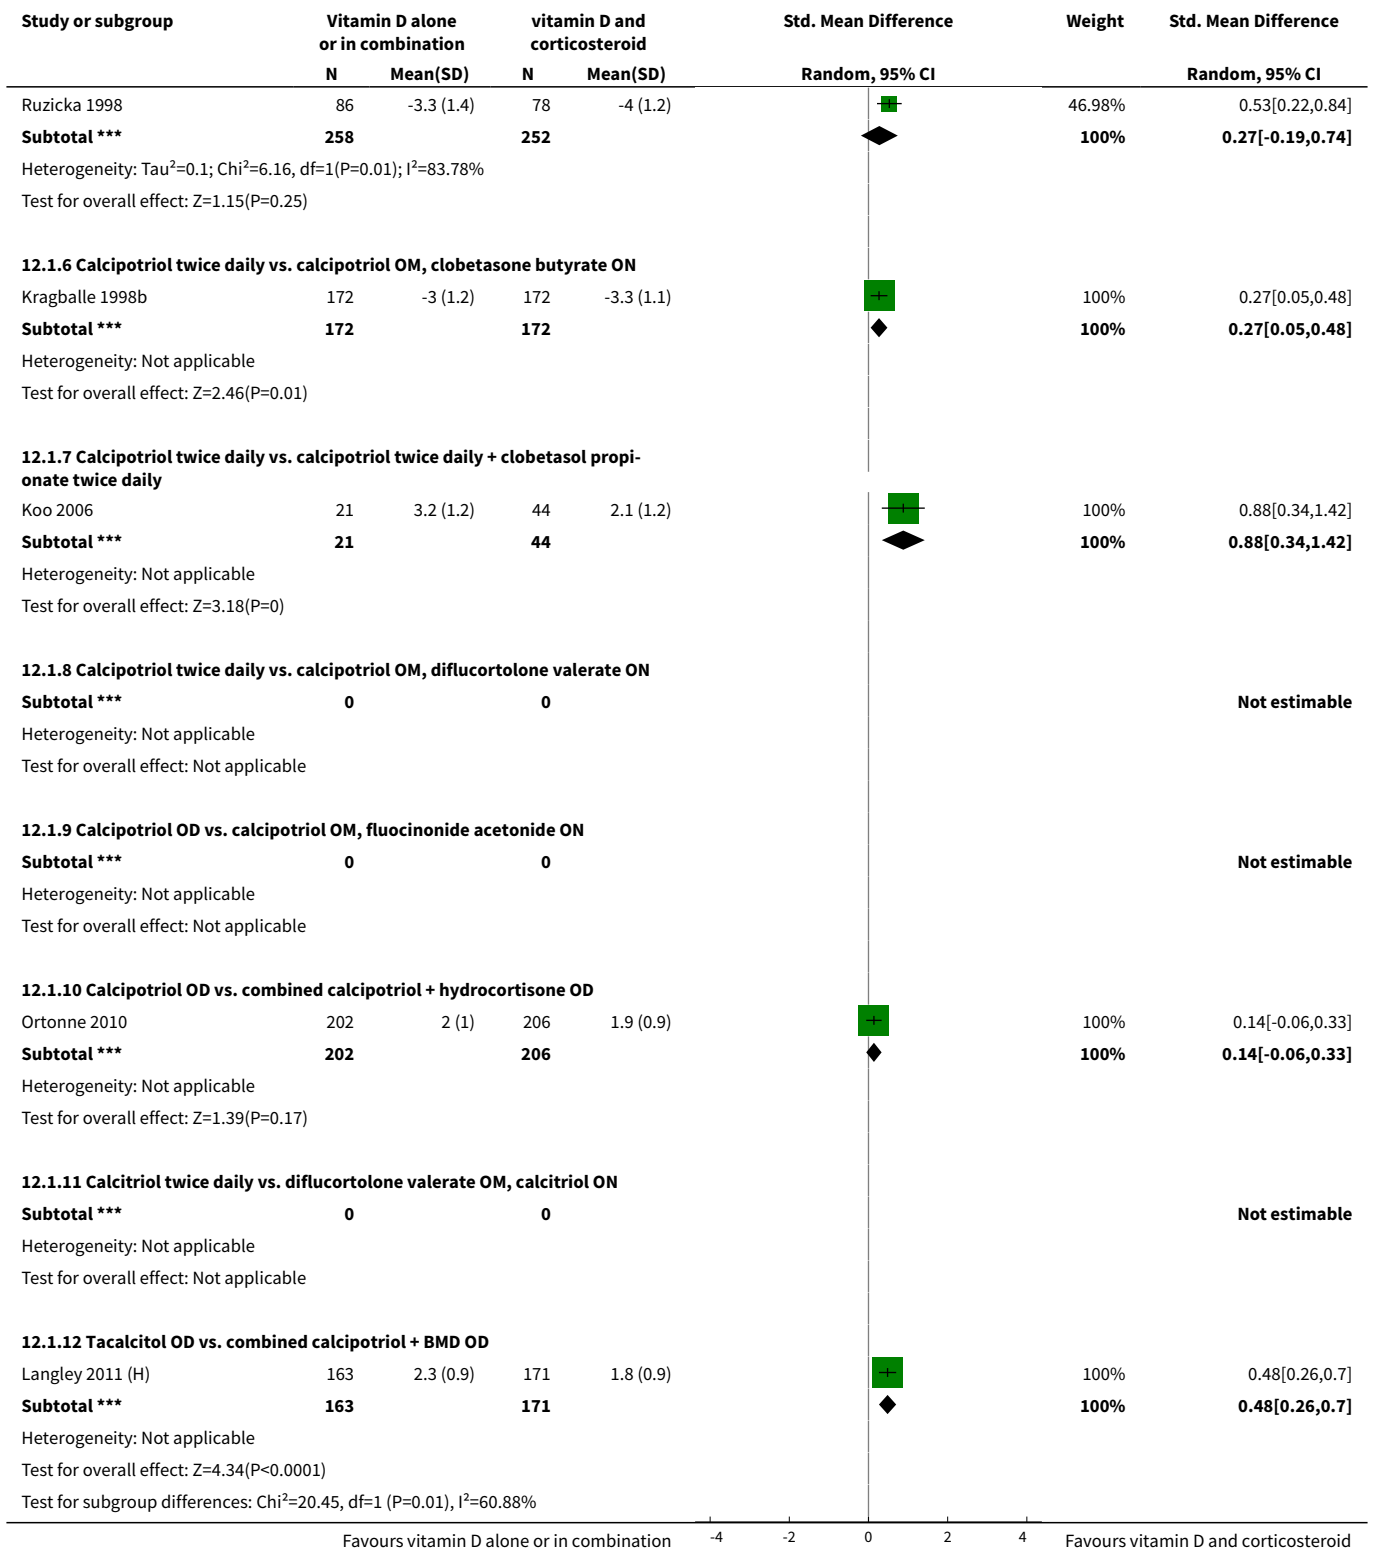 Study or subgroup Vitamin D alone or in combination vitamin D and corticosteroid Std. Mean Difference Weight Std. Mean Difference
N Mean(SD) N Mean(SD) Random, 95% CI Random, 95% CI
Ruzicka 1998 86 -3.3 (1.4) 78 -4 (1.2) 46.98% 0.53[0.22,0.84]
Subtotal *** 258 252 100% 0.27[-0.19,0.74]
Heterogeneity: Tau²=0.1; Chi²=6.16, df=1(P=0.01); I²=83.78%
Test for overall effect: Z=1.15(P=0.25)
12.1.6 Calcipotriol twice daily vs. calcipotriol OM, clobetasone butyrate ON
Kragballe 1998b 172 -3 (1.2) 172 -3.3 (1.1) 100% 0.27[0.05,0.48]
Subtotal *** 172 172 100% 0.27[0.05,0.48]
Heterogeneity: Not applicable
Test for overall effect: Z=2.46(P=0.01)
12.1.7 Calcipotriol twice daily vs. calcipotriol twice daily + clobetasol propi-
onate twice daily
Koo 2006 21 3.2 (1.2) 44 2.1 (1.2) 100% 0.88[0.34,1.42]
Subtotal *** 21 44 100% 0.88[0.34,1.42]
Heterogeneity: Not applicable
Test for overall effect: Z=3.18(P=0)
12.1.8 Calcipotriol twice daily vs. calcipotriol OM, diflucortolone valerate ON
Subtotal *** 0 0 Not estimable
Heterogeneity: Not applicable
Test for overall effect: Not applicable
12.1.9 Calcipotriol OD vs. calcipotriol OM, fluocinonide acetonide ON
Subtotal *** 0 0 Not estimable
Heterogeneity: Not applicable
Test for overall effect: Not applicable
12.1.10 Calcipotriol OD vs. combined calcipotriol + hydrocortisone OD
Ortonne 2010 202 2 (1) 206 1.9 (0.9) 100% 0.14[-0.06,0.33]
Subtotal *** 202 206 100% 0.14[-0.06,0.33]
Heterogeneity: Not applicable
Test for overall effect: Z=1.39(P=0.17)
12.1.11 Calcitriol twice daily vs. diflucortolone valerate OM, calcitriol ON
Subtotal *** 0 0 Not estimable
Heterogeneity: Not applicable
Test for overall effect: Not applicable
12.1.12 Tacalcitol OD vs. combined calcipotriol + BMD OD
Langley 2011 (H) 163 2.3 (0.9) 171 1.8 (0.9) 100% 0.48[0.26,0.7]
Subtotal *** 163 171 100% 0.48[0.26,0.7]
Heterogeneity: Not applicable
Test for overall effect: Z=4.34(P<0.0001)
Test for subgroup differences: Chi²=20.45, df=1 (P=0.01), I²=60.88%
Favours vitamin D alone or in combination -4 -2 0 2 4 Favours vitamin D and corticosteroid